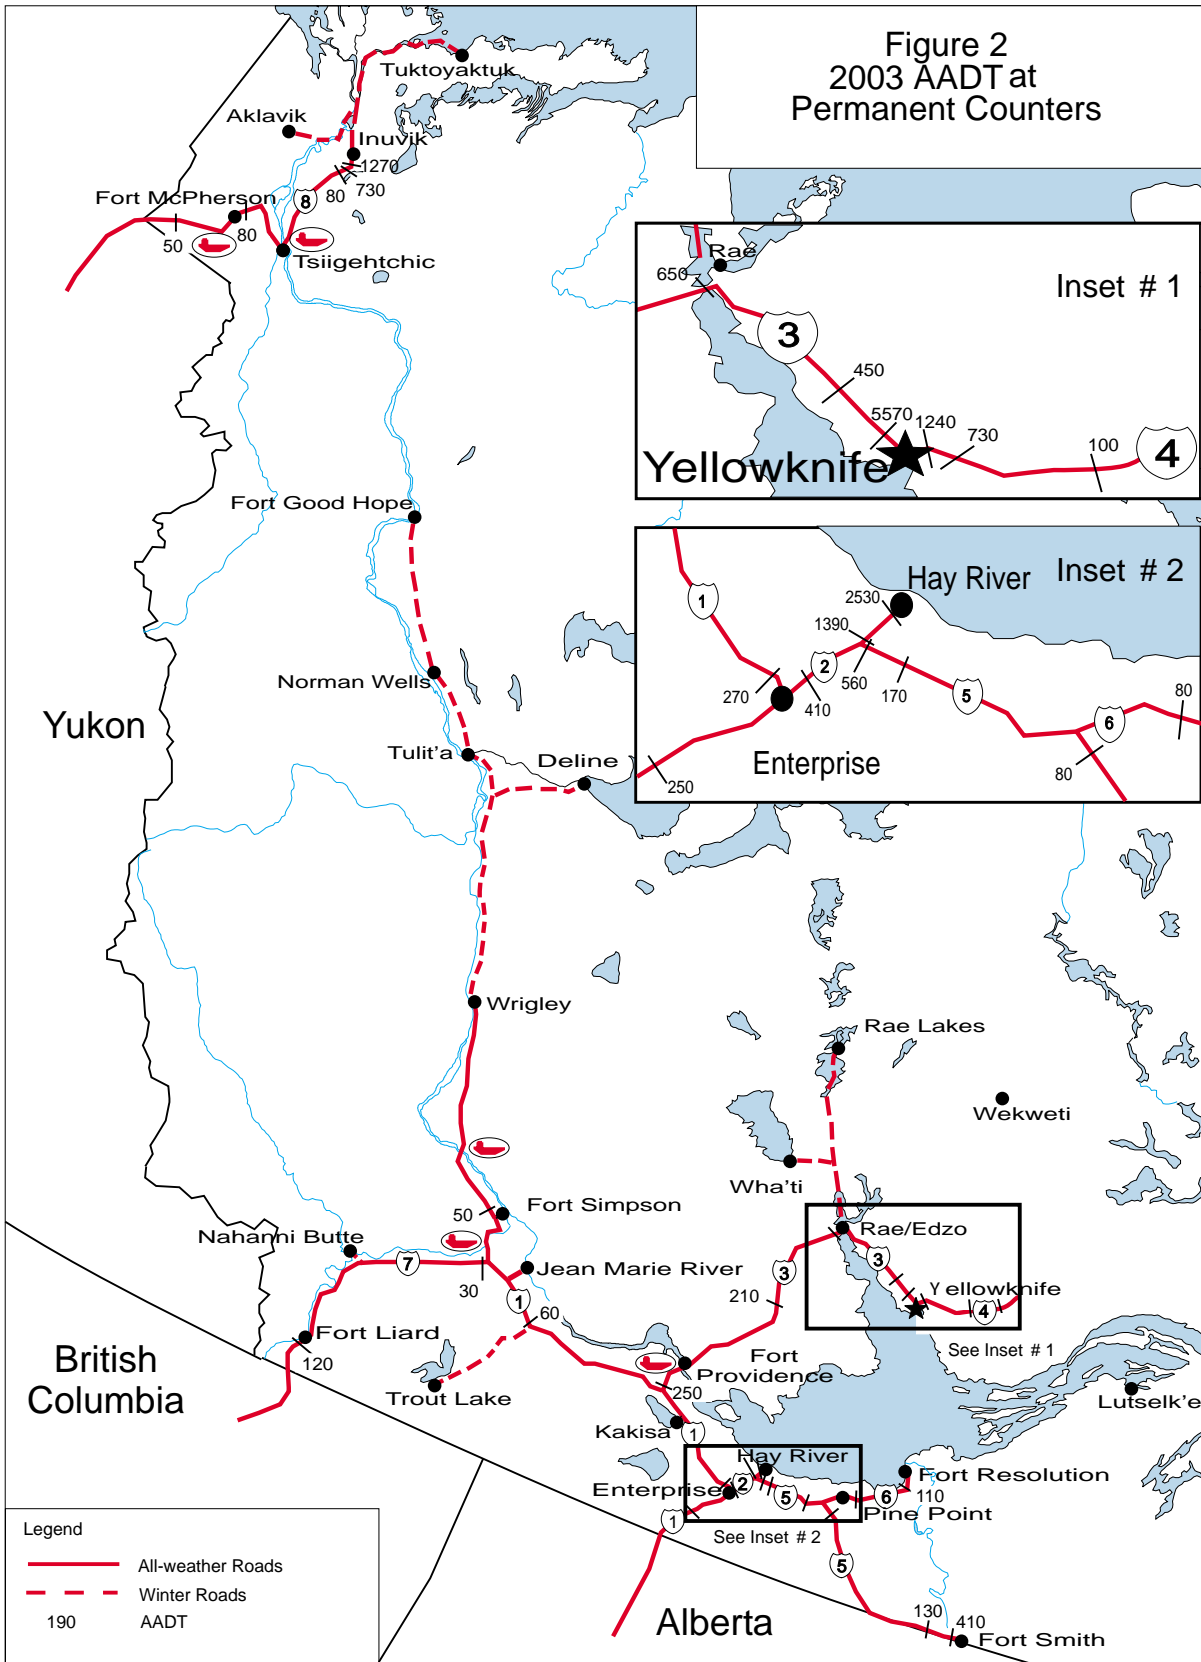 Figure 2
2003 AADT at
Permanent Counters
Tuktoyaktuk
Aklavik
Inuvik
1270
730
80
8
Fort McPherson
50
80
Tsiigehtchic
Rae
650
Inset # 1
3
450
5570
1240
730
100
4
Yellowknife
Fort Good Hope
Hay River
Inset # 2
1
2530
1390
2
560
170
5
270
410
6
80
80
Enterprise
250
Norman Wells
Yukon
Tulit'a
Deline
Wrigley
Rae Lakes
Wekweti
Wha'ti
Fort Simpson
50
Nahanni Butte
7
30
Jean Marie River
1
60
Rae/Edzo
3
3
210
Yellowknife
4
See Inset # 1
Fort Liard
120
British
Columbia
Trout Lake
Fort
Providence
250
Kakisa
1
Lutselk'e
Hay River
Enterprise
2
5
6
Fort Resolution
110
Pine Point
1
See Inset # 2
5
Alberta
130
410
Fort Smith
Legend
All-weather Roads
Winter Roads
190 AADT